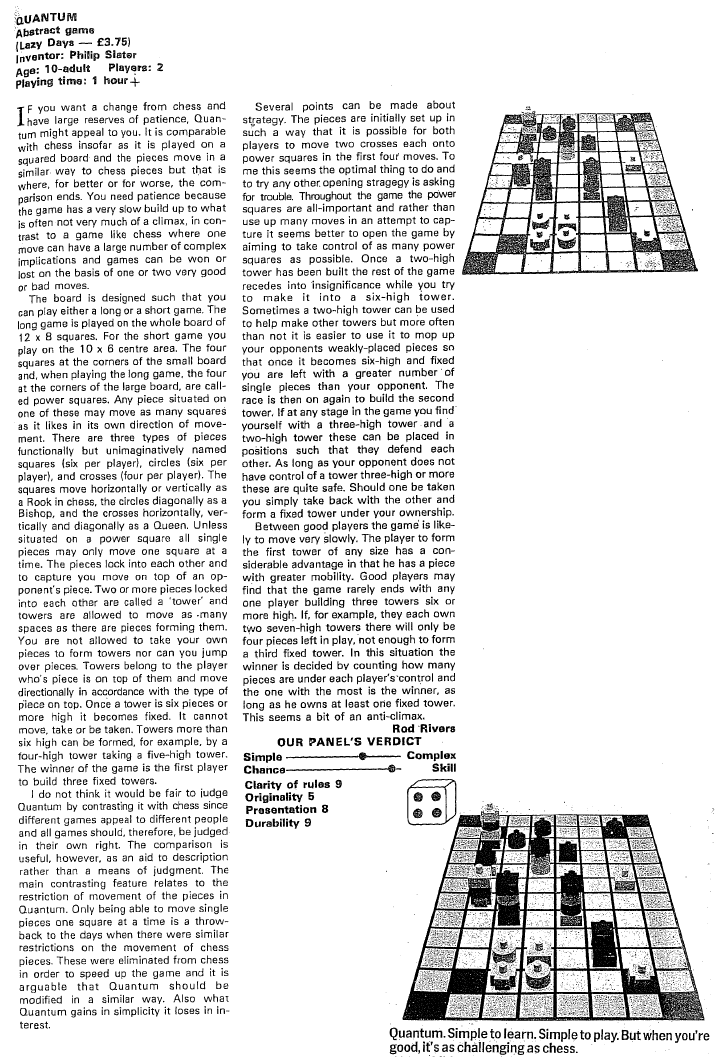 QUANTUM
Abstract game
(Lazy Days — £3.75)
Inventor: Philip Slater
Age: 10-adult Players: 2
Playing time: 1 hour+
IF you want a change from chess and
have large reserves of patience, Quan-
tum might appeal to you. It is comparable
with chess insofar as it is played on a
squared board and the pieces move in a
similar way to chess pieces but that is
where, for better or for worse, the com-
parison ends. You need patience because
the game has a very slow build up to what
is often not very much of a climax, in con-
trast to a game like chess where one
move can have a large number of complex
implications and games can be won or
lost on the basis of one or two very good
or bad moves.
The board is designed such that you
can play either a long or a short game. The
long game is played on the whole board of
12 x 8 squares. For the short game you
play on the 10 x 6 centre area. The four
squares at the corners of the small board
and, when playing the long game, the four
at the corners of the large board, are call-
ed power squares. Any piece situated on
one of these may move as many squares
as it likes in its own direction of move-
ment. There are three types of pieces
functionally but unimaginatively named
squares (six per player), circles (six per
player), and crosses (four per player). The
squares move horizontally or vertically as
a Rook in chess, the circles diagonally as a
Bishop, and the crosses horizontally, ver-
tically and diagonally as a Queen. Unless
situated on a power square all single
pieces may only move one square at a
time. The pieces lock into each other and
to capture you move on top of an op-
ponent's piece. Two or more pieces locked
into each other are called a 'tower' and
towers are allowed to move as many
spaces as there are pieces forming them.
You are not allowed to take your own
pieces to form towers nor can you jump
over pieces. Towers belong to the player
who's piece is on top of them and move
directionally in accordance with the type of
piece on top. Once a tower is six pieces or
more high it becomes fixed. It cannot
move, take or be taken. Towers more than
six high can be formed, for example, by a
four-high tower taking a five-high tower.
The winner of the game is the first player
to build three fixed towers.
I do not think it would be fair to judge
Quantum by contrasting it with chess since
different games appeal to different people
and all games should, therefore, be judged
in their own right. The comparison is
useful, however, as an aid to description
rather than a means of judgment. The
main contrasting feature relates to the
restriction of movement of the pieces in
Quantum. Only being able to move single
pieces one square at a time is a throw-
back to the days when there were similar
restrictions on the movement of chess
pieces. These were eliminated from chess
in order to speed up the game and it is
arguable that Quantum should be
modified in a similar way. Also what
Quantum gains in simplicity it loses in in-
terest.
Several points can be made about
strategy. The pieces are initially set up in
such a way that it is possible for both
players to move two crosses each onto
power squares in the first four moves. To
me this seems the optimal thing to do and
to try any other opening stragegy is asking
for trouble. Throughout the game the power
squares are all-important and rather than
use up many moves in an attempt to cap-
ture it seems better to open the game by
aiming to take control of as many power
squares as possible. Once a two-high
tower has been built the rest of the game
recedes into insignificance while you try
to make it into a six-high tower.
Sometimes a two-high tower can be used
to help make other towers but more often
than not it is easier to use it to mop up
your opponents weakly-placed pieces so
that once it becomes six-high and fixed
you are left with a greater number of
single pieces than your opponent. The
race is then on again to build the second
tower. If at any stage in the game you find
yourself with a three-high tower and a
two-high tower these can be placed in
positions such that they defend each
other. As long as your opponent does not
have control of a tower three-high or more
these are quite safe. Should one be taken
you simply take back with the other and
form a fixed tower under your ownership.
Between good players the game is like-
ly to move very slowly. The player to form
the first tower of any size has a con-
siderable advantage in that he has a piece
with greater mobility. Good players may
find that the game rarely ends with any
one player building three towers six or
more high. If, for example, they each own
two seven-high towers there will only be
four pieces left in play, not enough to form
a third fixed tower. In this situation the
winner is decided by counting how many
pieces are under each player's control and
the one with the most is the winner, as
long as he owns at least one fixed tower.
This seems a bit of an anti-climax.
Rod Rivers
OUR PANEL'S VERDICT
Simple Complex
Chance Skill
Clarity of rules 9
Originality 5
Presentation 8
Durability 9
Quantum. Simple to learn. Simple to play. But when you're
good, it's as challenging as chess.